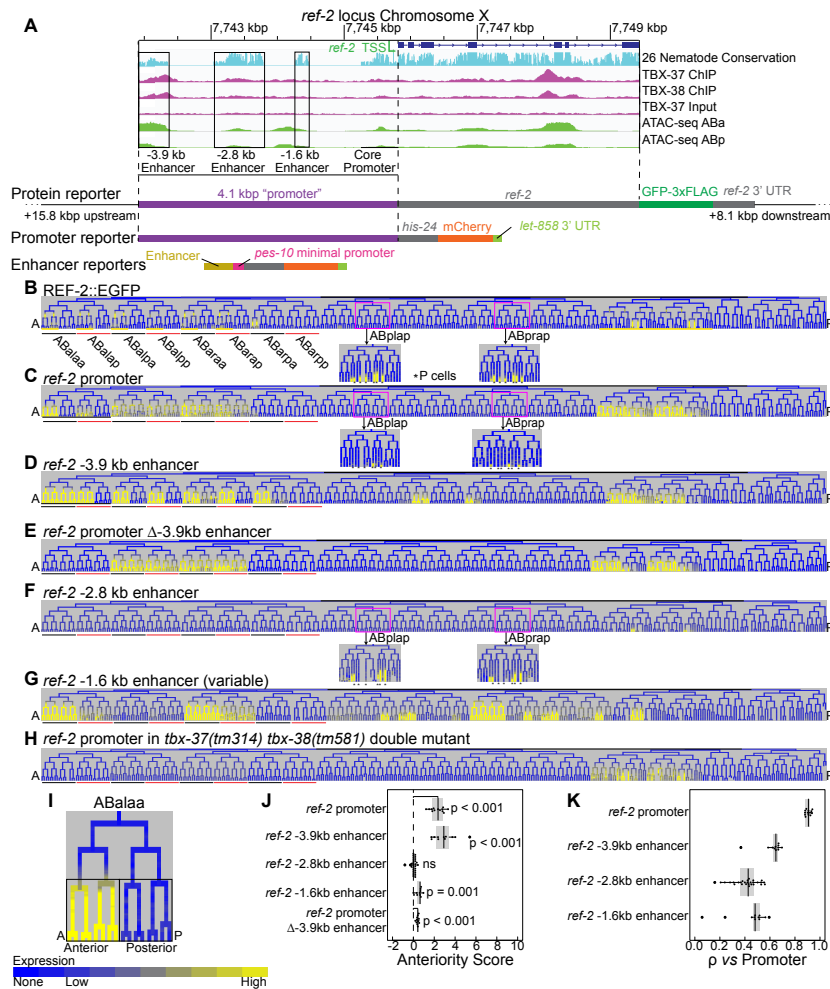 A
ref-2 locus Chromosome X
7,743 kbp
7,745 kbp
7,747 kbp
7,749 kbp
ref-2 TSS
26 Nematode Conservation
TBX-37 ChIP
TBX-38 ChIP
TBX-37 Input
ATAC-seq ABa
ATAC-seq ABp
-3.9 kb Enhancer
-2.8 kb Enhancer
-1.6 kb Enhancer
Core Promoter
Protein reporter
4.1 kbp “promoter”
ref-2
GFP-3xFLAG
ref-2 3' UTR
+15.8 kbp upstream
+8.1 kbp downstream
Promoter reporter
his-24
mCherry
let-858 3' UTR
Enhancer reporters
Enhancer
pes-10 minimal promoter
B
REF-2::EGFP
A
P
ABalaa
ABalap
ABalpa
ABalpp
ABaraa
ABarap
ABarpa
ABarpp
ABplap
ABprap
*P cells
C
ref-2 promoter
A
P
ABplap
ABprap
D
ref-2 -3.9 kb enhancer
A
P
E
ref-2 promoter Δ-3.9kb enhancer
A
P
F
ref-2 -2.8 kb enhancer
A
P
ABplap
ABprap
G
ref-2 -1.6 kb enhancer (variable)
A
P
H
ref-2 promoter in tbx-37(tm314) tbx-38(tm581) double mutant
A
P
I
ABalaa
A
P
Anterior
Posterior
Expression
None
Low
High
J
ref-2 promoter
p < 0.001
ref-2 -3.9kb enhancer
p < 0.001
ref-2 -2.8kb enhancer
ns
ref-2 -1.6kb enhancer
p = 0.001
ref-2 promoter
Δ-3.9kb enhancer
p < 0.001
-2 0 2 4 6 8 10
Anteriority Score
K
ref-2 promoter
ref-2 -3.9kb enhancer
ref-2 -2.8kb enhancer
ref-2 -1.6kb enhancer
0.0 0.2 0.4 0.6 0.8 1.0
ρ vs Promoter